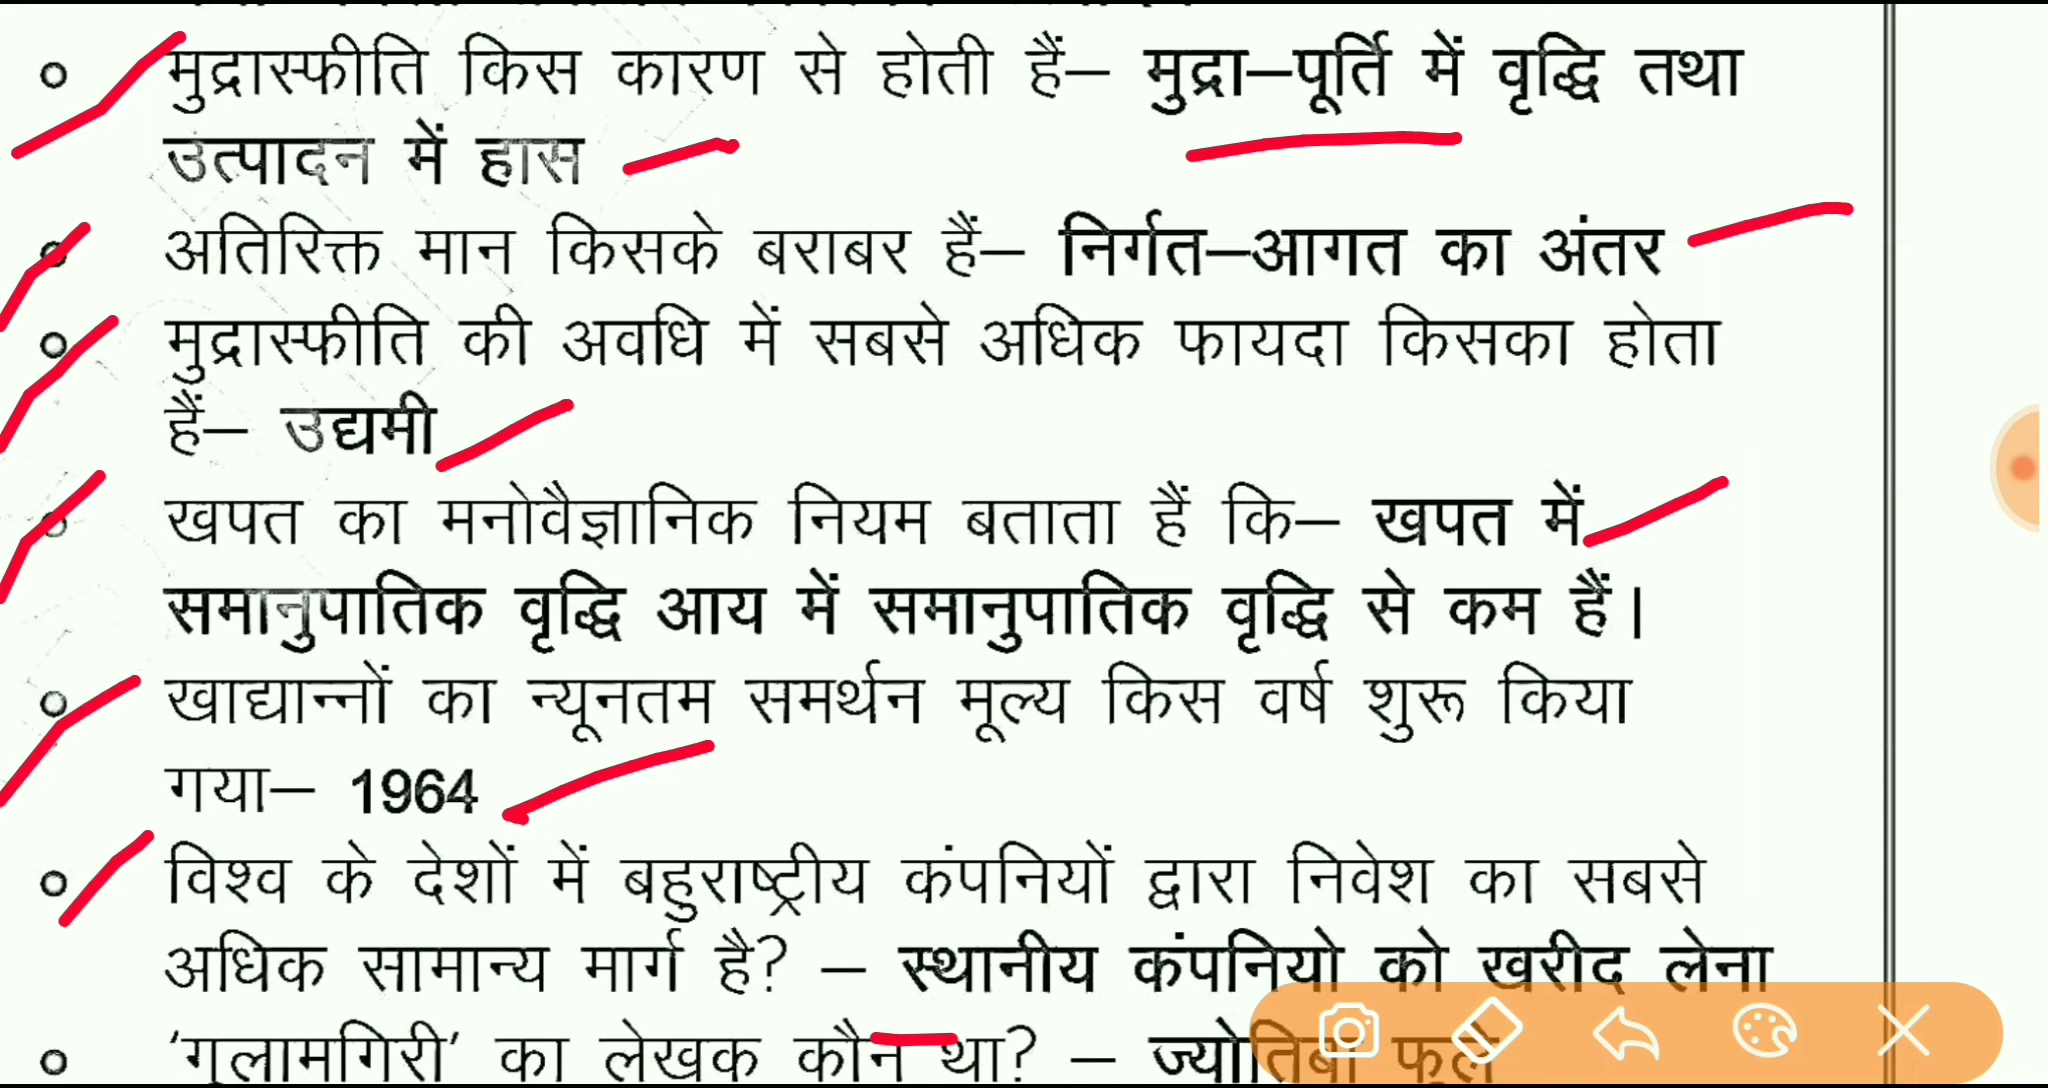 मुद्रास्फीति किस कारण से होती हैं– मुद्रा–पूर्ति में वृद्धि तथा
उत्पादन में हास
अतिरिक्त मान किसके बराबर हैं– निर्गत–आगत का अंतर
मुद्रास्फीति की अवधि में सबसे अधिक फायदा किसका होता
हैं– उद्यमी
खपत का मनोवैज्ञानिक नियम बताता हैं कि– खपत में
समानुपातिक वृद्धि आय में समानुपातिक वृद्धि से कम हैं।
खाद्यान्नों का न्यूनतम समर्थन मूल्य किस वर्ष शुरू किया
गया– 1964
विश्व के देशों में बहुराष्ट्रीय कंपनियों द्वारा निवेश का सबसे
अधिक सामान्य मार्ग है? – स्थानीय कंपनियो को खरीद लेना
'गुलामगिरी' का लेखक कौन था? – ज्योतिबा फूले